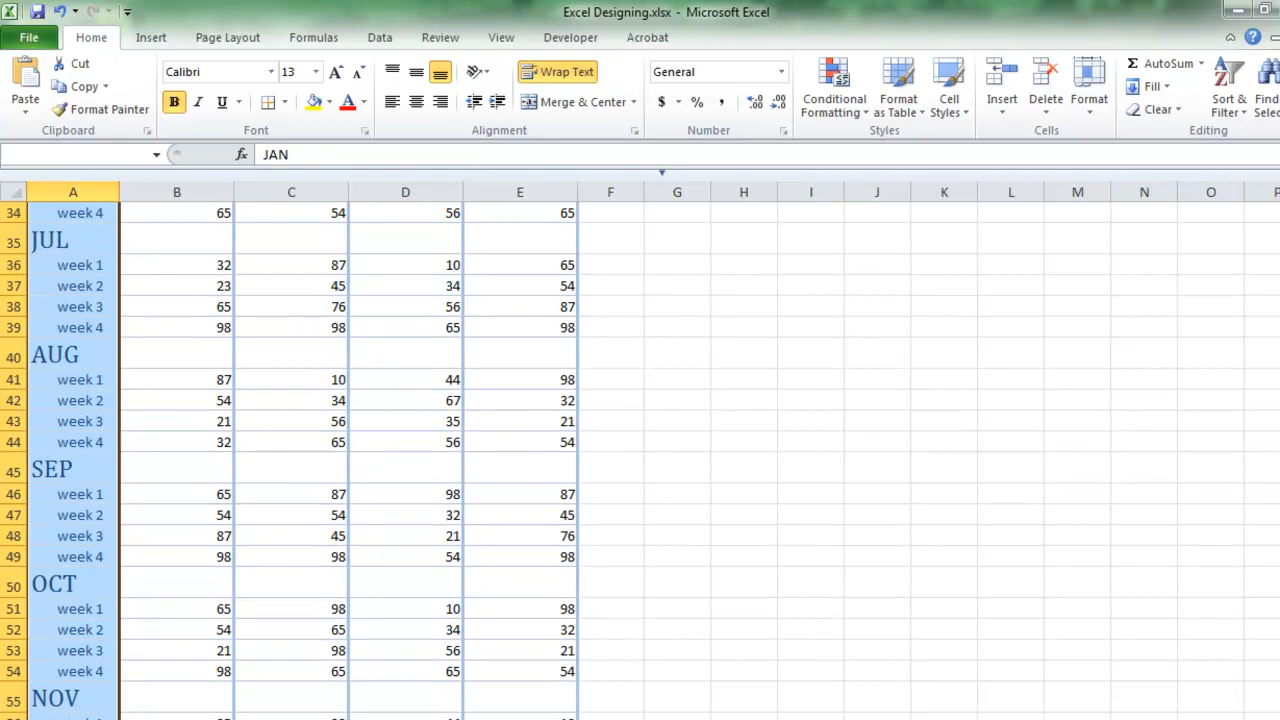 Excel Designing.xlsx - Microsoft Excel
File Home Insert Page Layout Formulas Data Review View Developer Acrobat
Paste Cut Copy Format Painter
Clipboard
Calibri 13
B I U A
Font
Wrap Text
Merge & Center
Alignment
General
$ % ,
Number
Conditional Formatting Format as Table Cell Styles
Styles
Insert Delete Format
Cells
Σ AutoSum Fill Clear Sort & Filter
Editing
fx JAN
A B C D E F G H I J K L M N O P
34 week 4 65 54 56 65
35 JUL
36 week 1 32 87 10 65
37 week 2 23 45 34 54
38 week 3 65 76 56 87
39 week 4 98 98 65 98
40 AUG
41 week 1 87 10 44 98
42 week 2 54 34 67 32
43 week 3 21 56 35 21
44 week 4 32 65 56 54
45 SEP
46 week 1 65 87 98 87
47 week 2 54 54 32 45
48 week 3 87 45 21 76
49 week 4 98 98 54 98
50 OCT
51 week 1 65 98 10 98
52 week 2 54 65 34 32
53 week 3 21 98 56 21
54 week 4 98 65 65 54
55 NOV